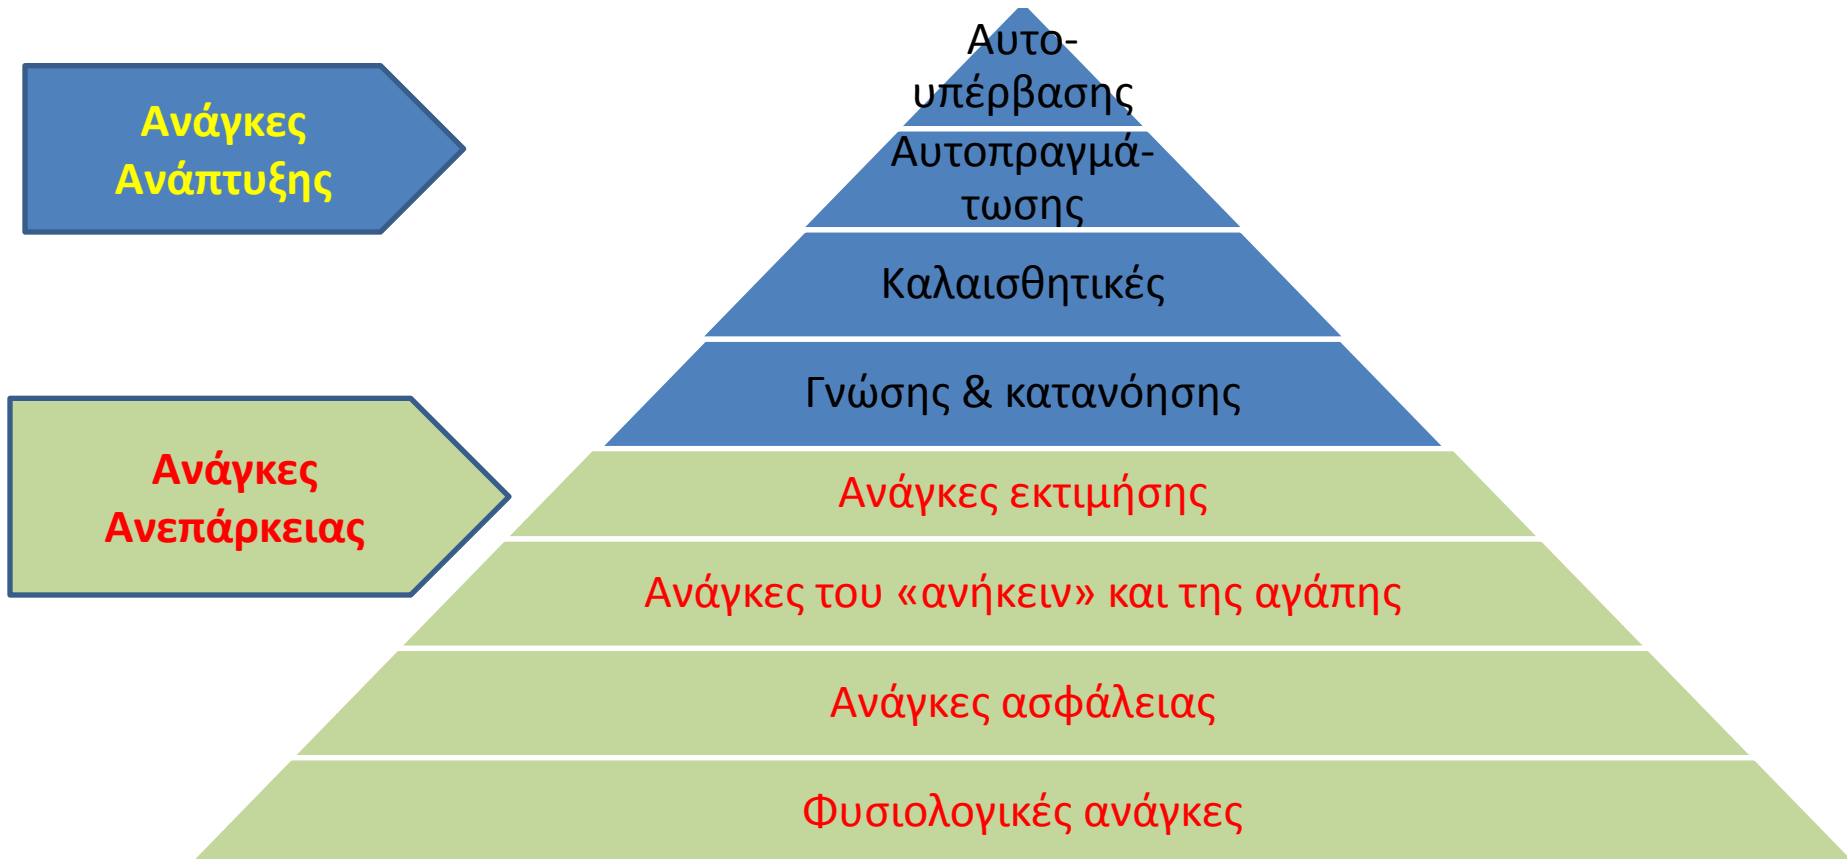 Αυτο-
υπέρβασης
Ανάγκες
Ανάπτυξης
Αυτοπραγμά-
τωσης
Καλαισθητικές
Γνώσης & κατανόησης
Ανάγκες
Ανεπάρκειας
Ανάγκες εκτιμήσης
Ανάγκες του «ανήκειν» και της αγάπης
Ανάγκες ασφάλειας
Φυσιολογικές ανάγκες